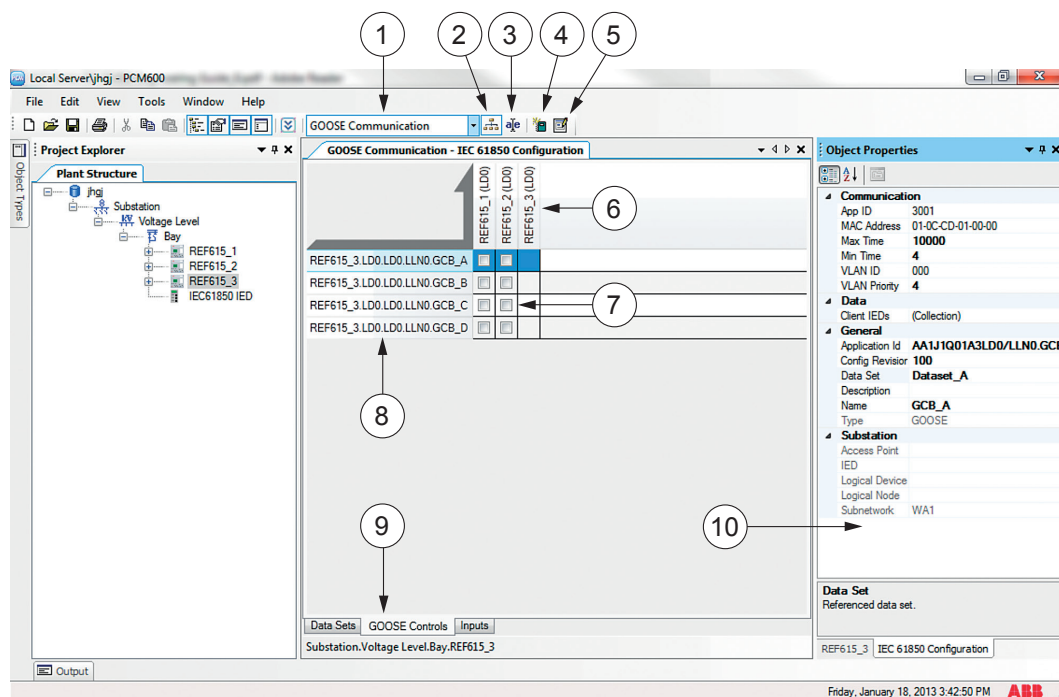 1
2
3
4
5
Local Server\jhgj - PCM600
File Edit View Tools Window Help
GOOSE Communication
aƒe
Project Explorer
GOOSE Communication - IEC 61850 Configuration
Object Properties
Object Types
Plant Structure
jhgj
Substation
Voltage Level
Bay
REF615_1
REF615_2
REF615_3
IEC61850 IED
REF615_1 (LD0)
REF615_2 (LD0)
REF615_3 (LD0)
6
REF615_3.LD0.LD0.LLN0.GCB_A
REF615_3.LD0.LD0.LLN0.GCB_B
REF615_3.LD0.LD0.LLN0.GCB_C
REF615_3.LD0.LD0.LLN0.GCB_D
7
8
9
10
Communication
App ID 3001
MAC Address 01-0C-CD-01-00-00
Max Time 10000
Min Time 4
VLAN ID 000
VLAN Priority 4
Data
Client IEDs (Collection)
General
Application Id AA1J1Q01A3LD0/LLN0.GCB
Config Revision 100
Data Set Dataset_A
Description
Name GCB_A
Type GOOSE
Substation
Access Point
IED
Logical Device
Logical Node
Subnetwork WA1
Data Set
Referenced data set.
Data Sets GOOSE Controls Inputs
Substation.Voltage Level.Bay.REF615_3
REF615_3 IEC 61850 Configuration
Output
Friday, January 18, 2013 3:42:50 PM ABB